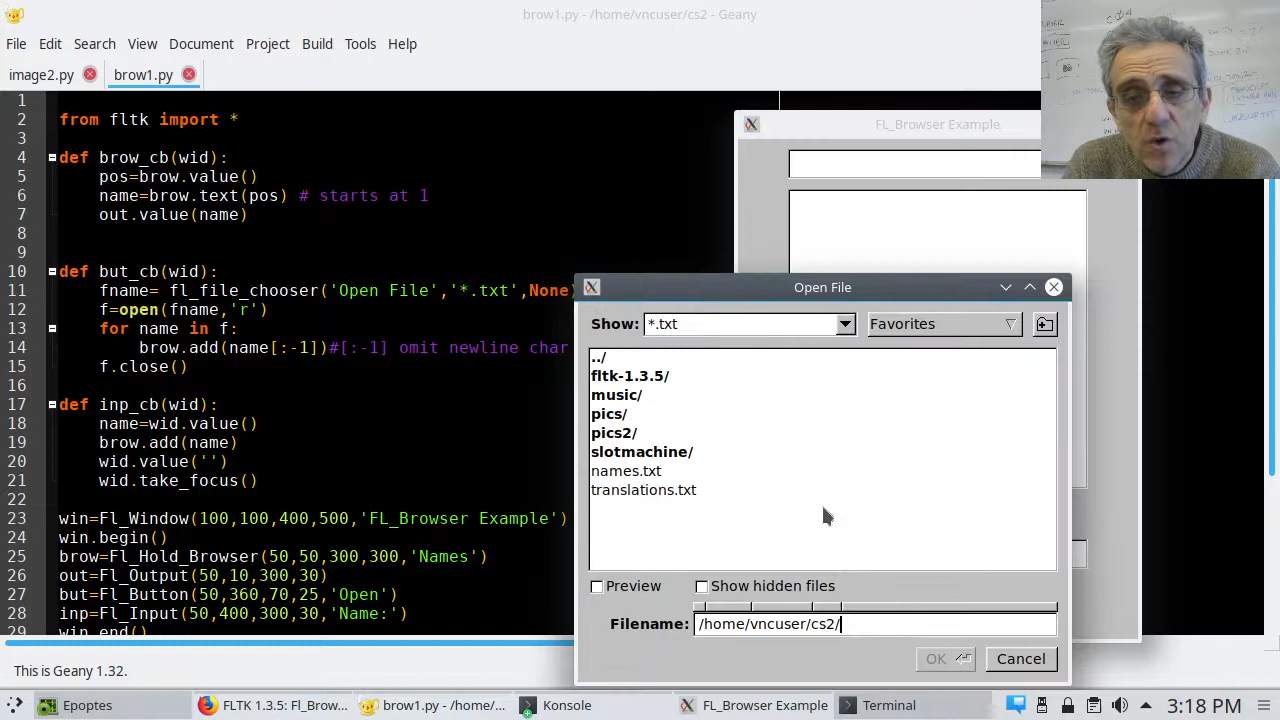 brow1.py - /home/vncuser/cs2 - Geany
File Edit Search View Document Project Build Tools Help
image2.py brow1.py
1
2 from fltk import *
3
4 def brow_cb(wid):
5 pos=brow.value()
6 name=brow.text(pos) # starts at 1
7 out.value(name)
8
9
10 def but_cb(wid):
11 fname= fl_file_chooser('Open File','*.txt',None)
12 f=open(fname,'r')
13 for name in f:
14 brow.add(name[:-1])#[:-1] omit newline char
15 f.close()
16
17 def inp_cb(wid):
18 name=wid.value()
19 brow.add(name)
20 wid.value('')
21 wid.take_focus()
22
23 win=Fl_Window(100,100,400,500,'FL_Browser Example')
24 win.begin()
25 brow=Fl_Hold_Browser(50,50,300,300,'Names')
26 out=Fl_Output(50,10,300,30)
27 but=Fl_Button(50,360,70,25,'Open')
28 inp=Fl_Input(50,400,300,30,'Name:')
29 win.end()
This is Geany 1.32.
FL_Browser Example
Open File
Show: *.txt Favorites
../
fltk-1.3.5/
music/
pics/
pics2/
slotmachine/
names.txt
translations.txt
Preview Show hidden files
Filename: /home/vncuser/cs2/
OK Cancel
Epoptes FLTK 1.3.5: Fl_Brow... brow1.py - /home/... Konsole FL_Browser Example Terminal 3:18 PM